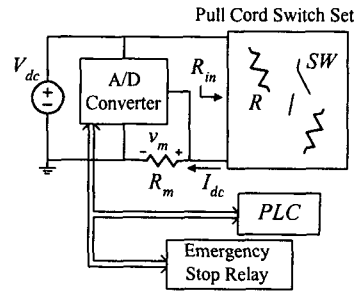 Pull Cord Switch Set
V_dc
A/D
Converter
R_in
R
SW
- v_m +
R_m
I_dc
PLC
Emergency
Stop Relay